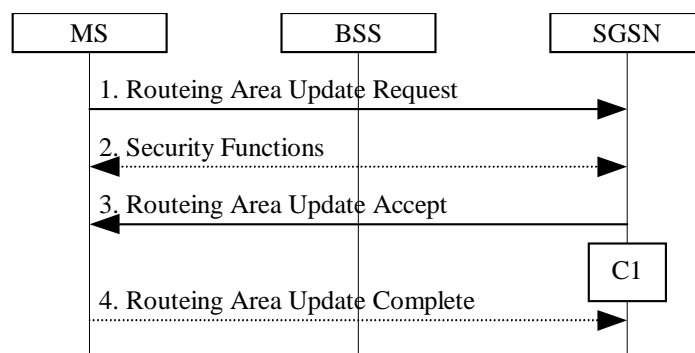 MS BSS SGSN
1. Routeing Area Update Request
2. Security Functions
3. Routeing Area Update Accept
C1
4. Routeing Area Update Complete